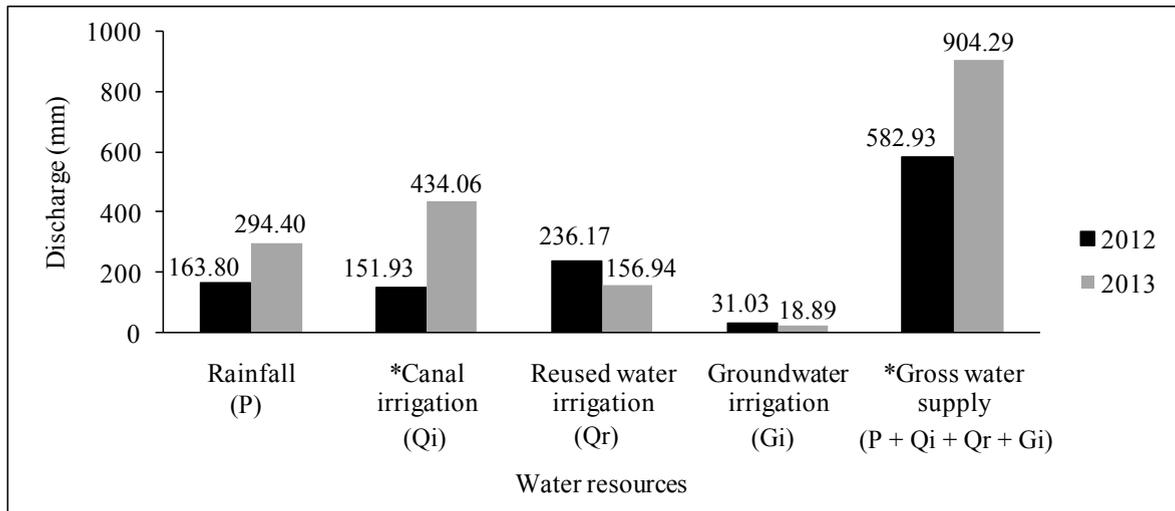 Discharge (mm)
1000
800
600
400
200
0
163.80
294.40
151.93
434.06
236.17
156.94
31.03
18.89
582.93
904.29
2012
2013
Rainfall
(P)
*Canal
irrigation
(Qi)
Reused water
irrigation
(Qr)
Groundwater
irrigation
(Gi)
*Gross water
supply
(P + Qi + Qr + Gi)
Water resources